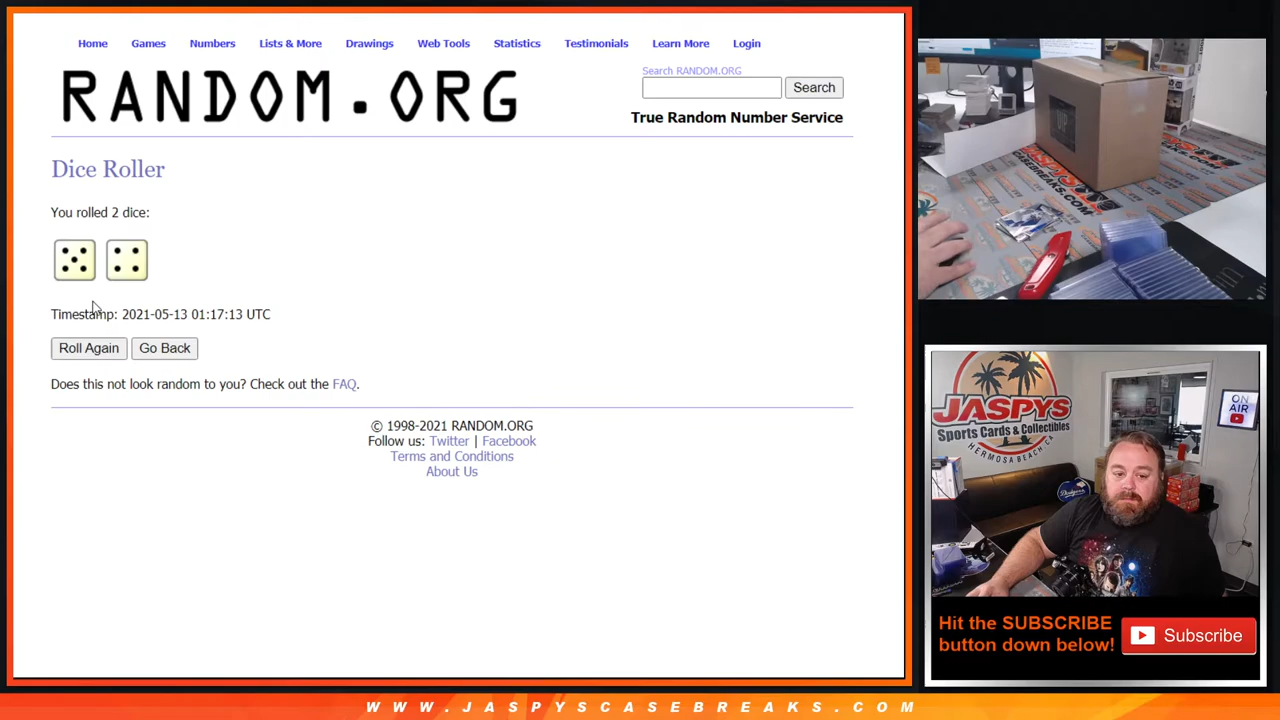 Home Games Numbers Lists & More Drawings Web Tools Statistics Testimonials Learn More Login
RANDOM.ORG
Search RANDOM.ORG
Search
True Random Number Service
Dice Roller
You rolled 2 dice:
Timestamp: 2021-05-13 01:17:13 UTC
Roll Again Go Back
Does this not look random to you? Check out the FAQ.
© 1998-2021 RANDOM.ORG
Follow us: Twitter | Facebook
Terms and Conditions
About Us
JASPYS
CASEBREAKS.COM
JASPYS
Sports Cards & Collectibles
HERMOSA BEACH, CA
ON
AIR
Dodgers
Hit the SUBSCRIBE
button down below!
Subscribe
WWW.JASPYSCASEBREAKS.COM